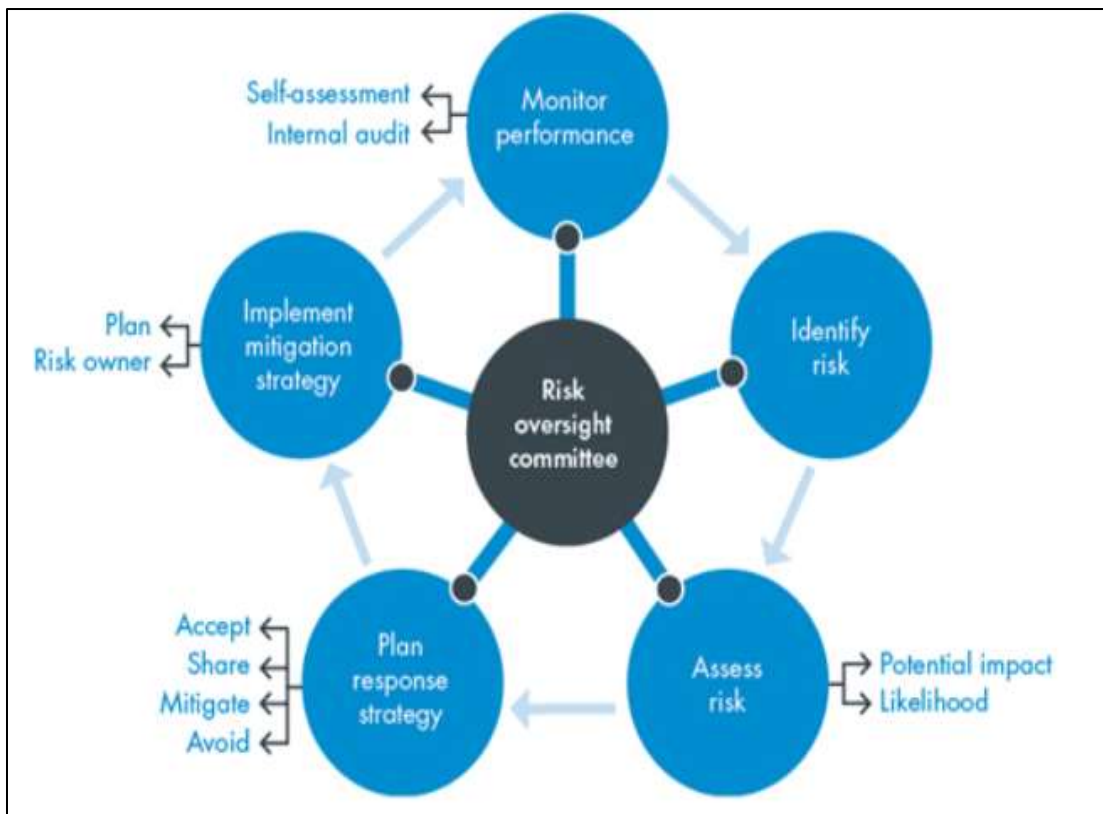 Self-assessment
Internal audit
Monitor
performance
Identify
risk
Potential impact
Likelihood
Assess
risk
Accept
Share
Mitigate
Avoid
Plan
response
strategy
Plan
Risk owner
Implement
mitigation
strategy
Risk
oversight
committee